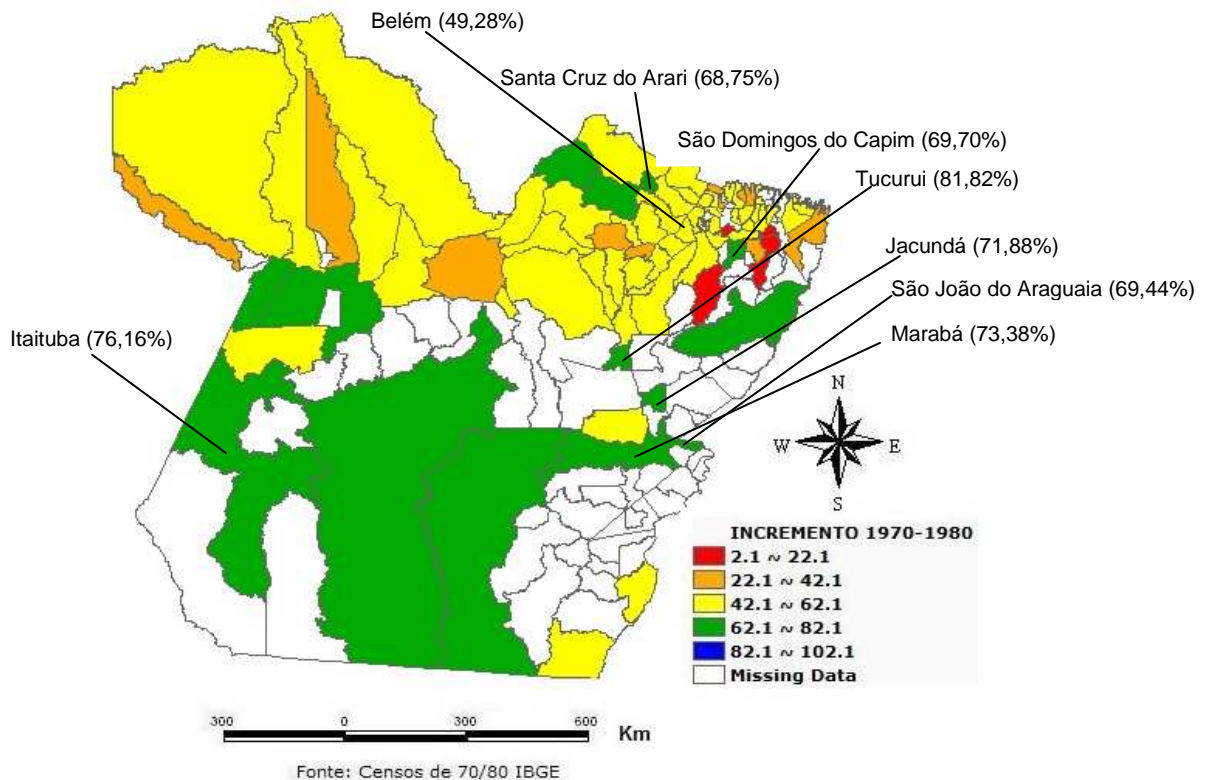 Belém (49,28%)
Santa Cruz do Arari (68,75%)
São Domingos do Capim (69,70%)
Tucurui (81,82%)
Jacundá (71,88%)
São João do Araguaia (69,44%)
Marabá (73,38%)
Itaituba (76,16%)
N
W E
S
INCREMENTO 1970-1980
2.1 ~ 22.1
22.1 ~ 42.1
42.1 ~ 62.1
62.1 ~ 82.1
82.1 ~ 102.1
Missing Data
300 0 300 600
Km
Fonte: Censos de 70/80 IBGE